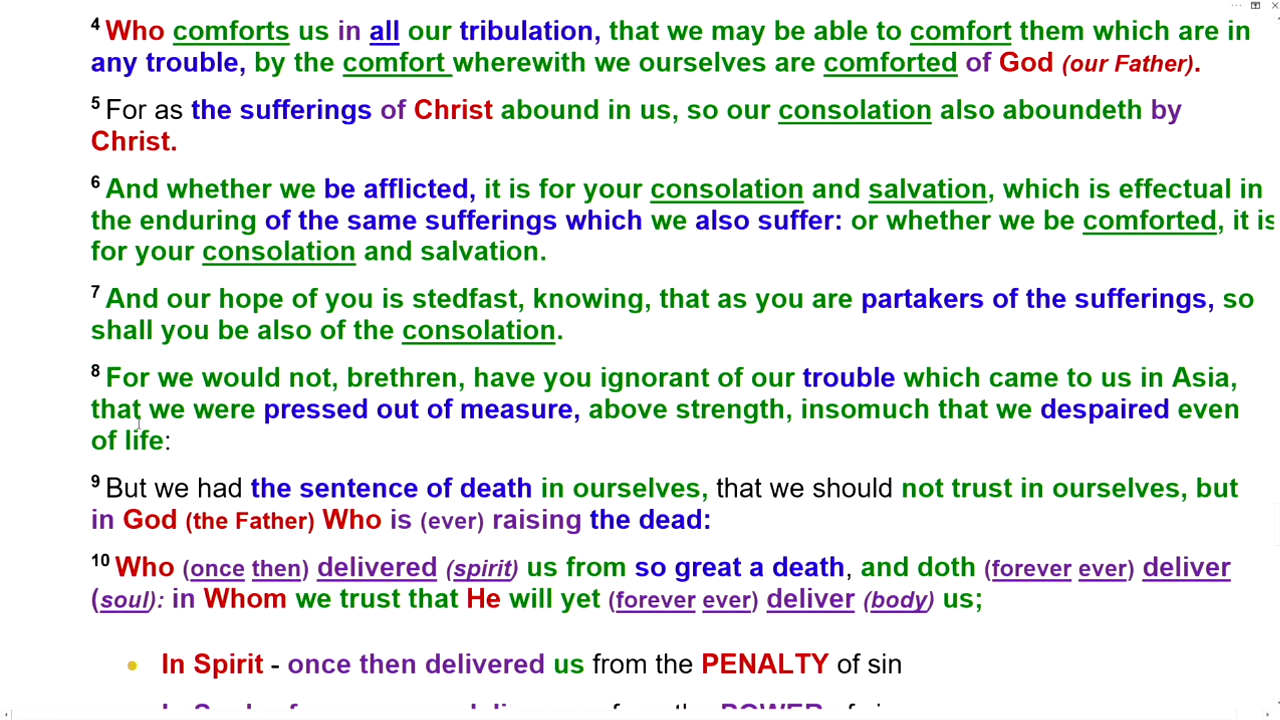 4 Who comforts us in all our tribulation, that we may be able to comfort them which are in
any trouble, by the comfort wherewith we ourselves are comforted of God (our Father).
5 For as the sufferings of Christ abound in us, so our consolation also aboundeth by
Christ.
6 And whether we be afflicted, it is for your consolation and salvation, which is effectual in
the enduring of the same sufferings which we also suffer: or whether we be comforted, it is
for your consolation and salvation.
7 And our hope of you is stedfast, knowing, that as you are partakers of the sufferings, so
shall you be also of the consolation.
8 For we would not, brethren, have you ignorant of our trouble which came to us in Asia,
that we were pressed out of measure, above strength, insomuch that we despaired even
of life:
9 But we had the sentence of death in ourselves, that we should not trust in ourselves, but
in God (the Father) Who is (ever) raising the dead:
10 Who (once then) delivered (spirit) us from so great a death, and doth (forever ever) deliver
(soul): in Whom we trust that He will yet (forever ever) deliver (body) us;
• In Spirit - once then delivered us from the PENALTY of sin